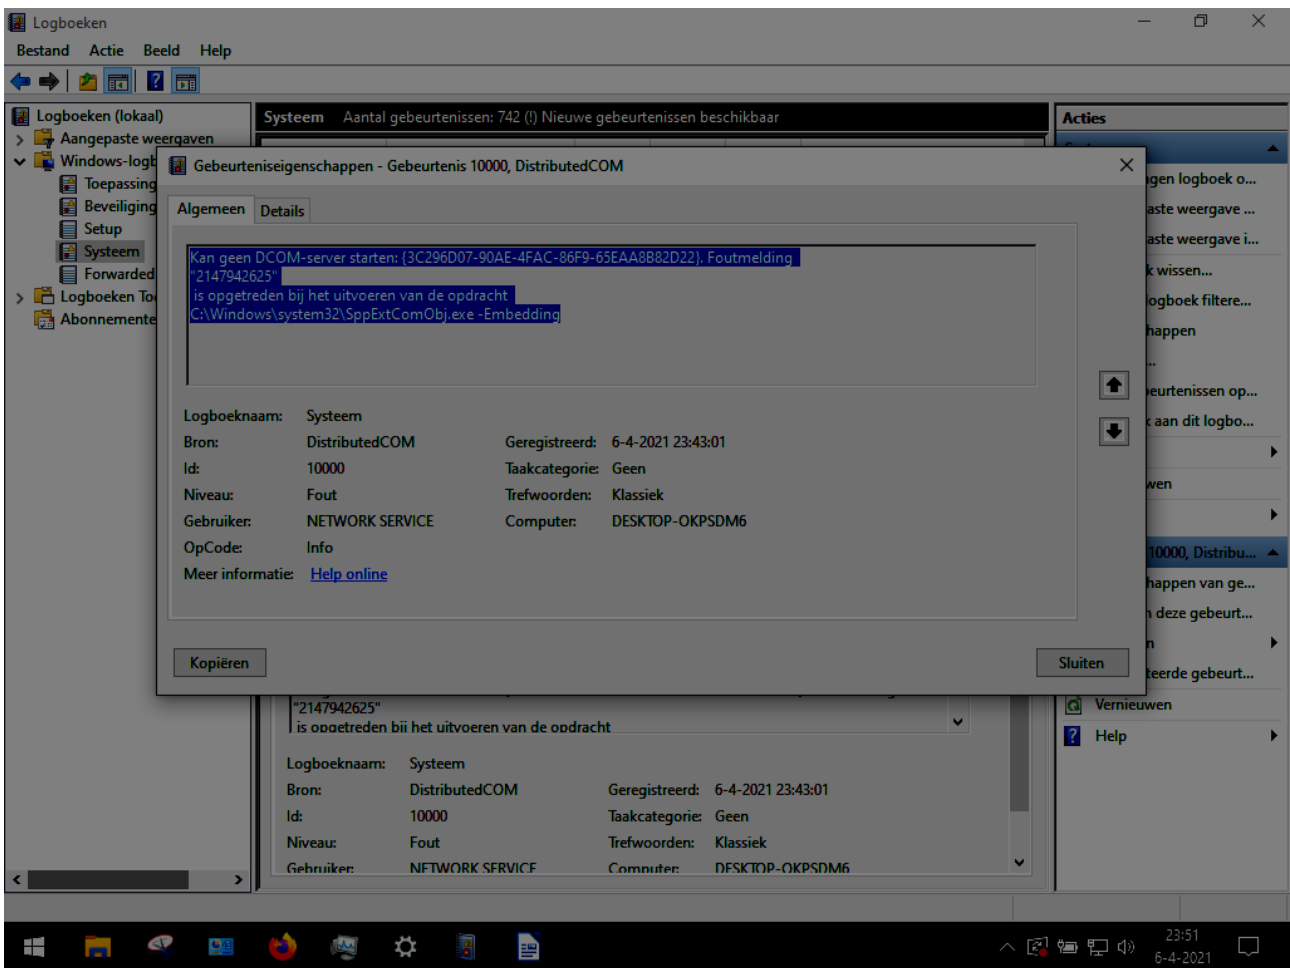 Logboeken
Bestand Actie Beeld Help
Logboeken (lokaal)
Aangepaste weergaven
Windows-logb
Toepassing
Beveiliging
Setup
Systeem
Forwarded
Logboeken To
Abonnemente
Systeem Aantal gebeurtenissen: 742 (!) Nieuwe gebeurtenissen beschikbaar
Gebeurteniseigenschappen - Gebeurtenis 10000, DistributedCOM
Algemeen Details
Kan geen DCOM-server starten: {3C296D07-90AE-4FAC-86F9-65EAA8B82D22}. Foutmelding
"2147942625"
is opgetreden bij het uitvoeren van de opdracht
C:\Windows\system32\SppExtComObj.exe -Embedding
Logboeknaam: Systeem
Bron: DistributedCOM Geregistreerd: 6-4-2021 23:43:01
Id: 10000 Taakcategorie: Geen
Niveau: Fout Trefwoorden: Klassiek
Gebruiker: NETWORK SERVICE Computer: DESKTOP-OKPSDM6
OpCode: Info
Meer informatie: Help online
Kopiëren Sluiten
"2147942625"
is opgetreden bij het uitvoeren van de opdracht
Logboeknaam: Systeem
Bron: DistributedCOM Geregistreerd: 6-4-2021 23:43:01
Id: 10000 Taakcategorie: Geen
Niveau: Fout Trefwoorden: Klassiek
Gebruiker: NETWORK SERVICE Computer: DESKTOP-OKPSDM6
Acties
gen logboek o...
aste weergave ...
aste weergave i...
k wissen...
logboek filtere...
happen
...
eurtenissen op...
aan dit logbo...
wen
10000, Distribu...
happen van ge...
n deze gebeurt...
n
teerde gebeurt...
Vernieuwen
Help
23:51
6-4-2021